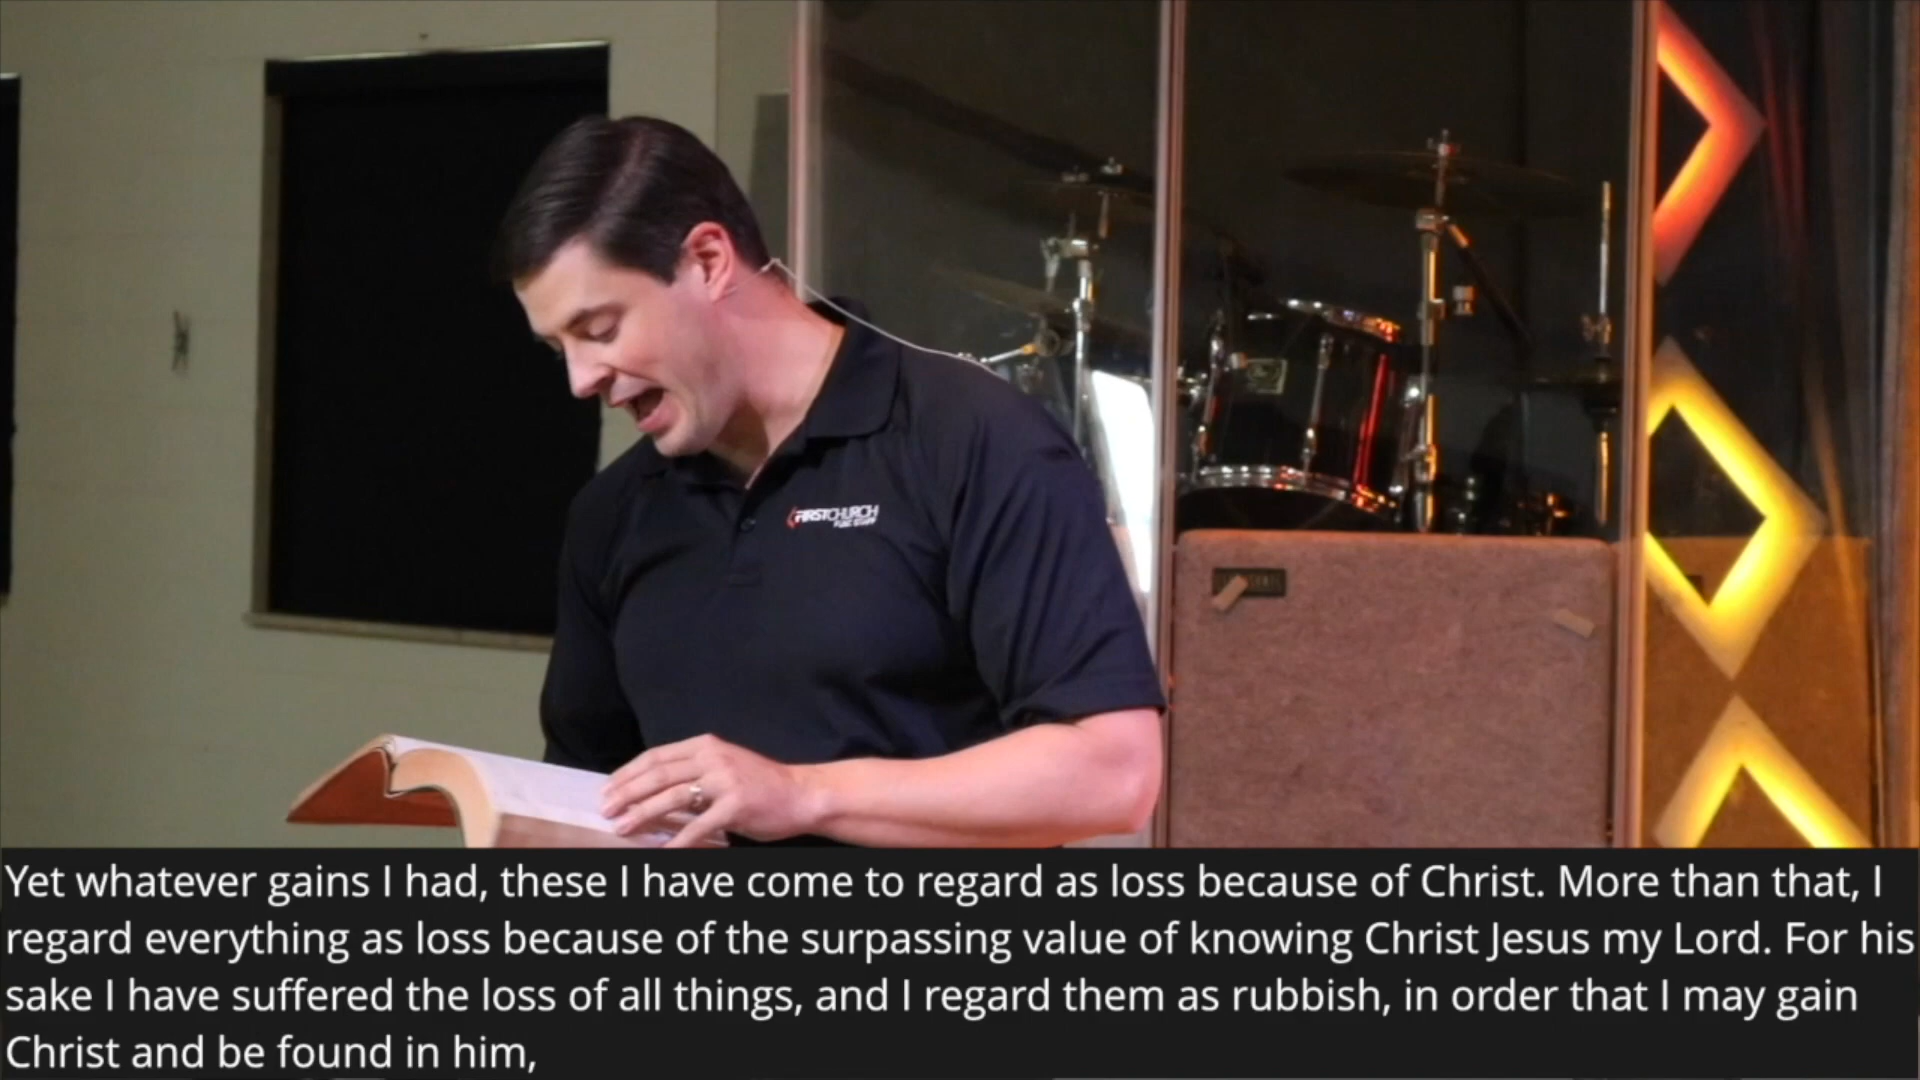 FIRSTCHURCH
Yet whatever gains I had, these I have come to regard as loss because of Christ. More than that, I
regard everything as loss because of the surpassing value of knowing Christ Jesus my Lord. For his
sake I have suffered the loss of all things, and I regard them as rubbish, in order that I may gain
Christ and be found in him,